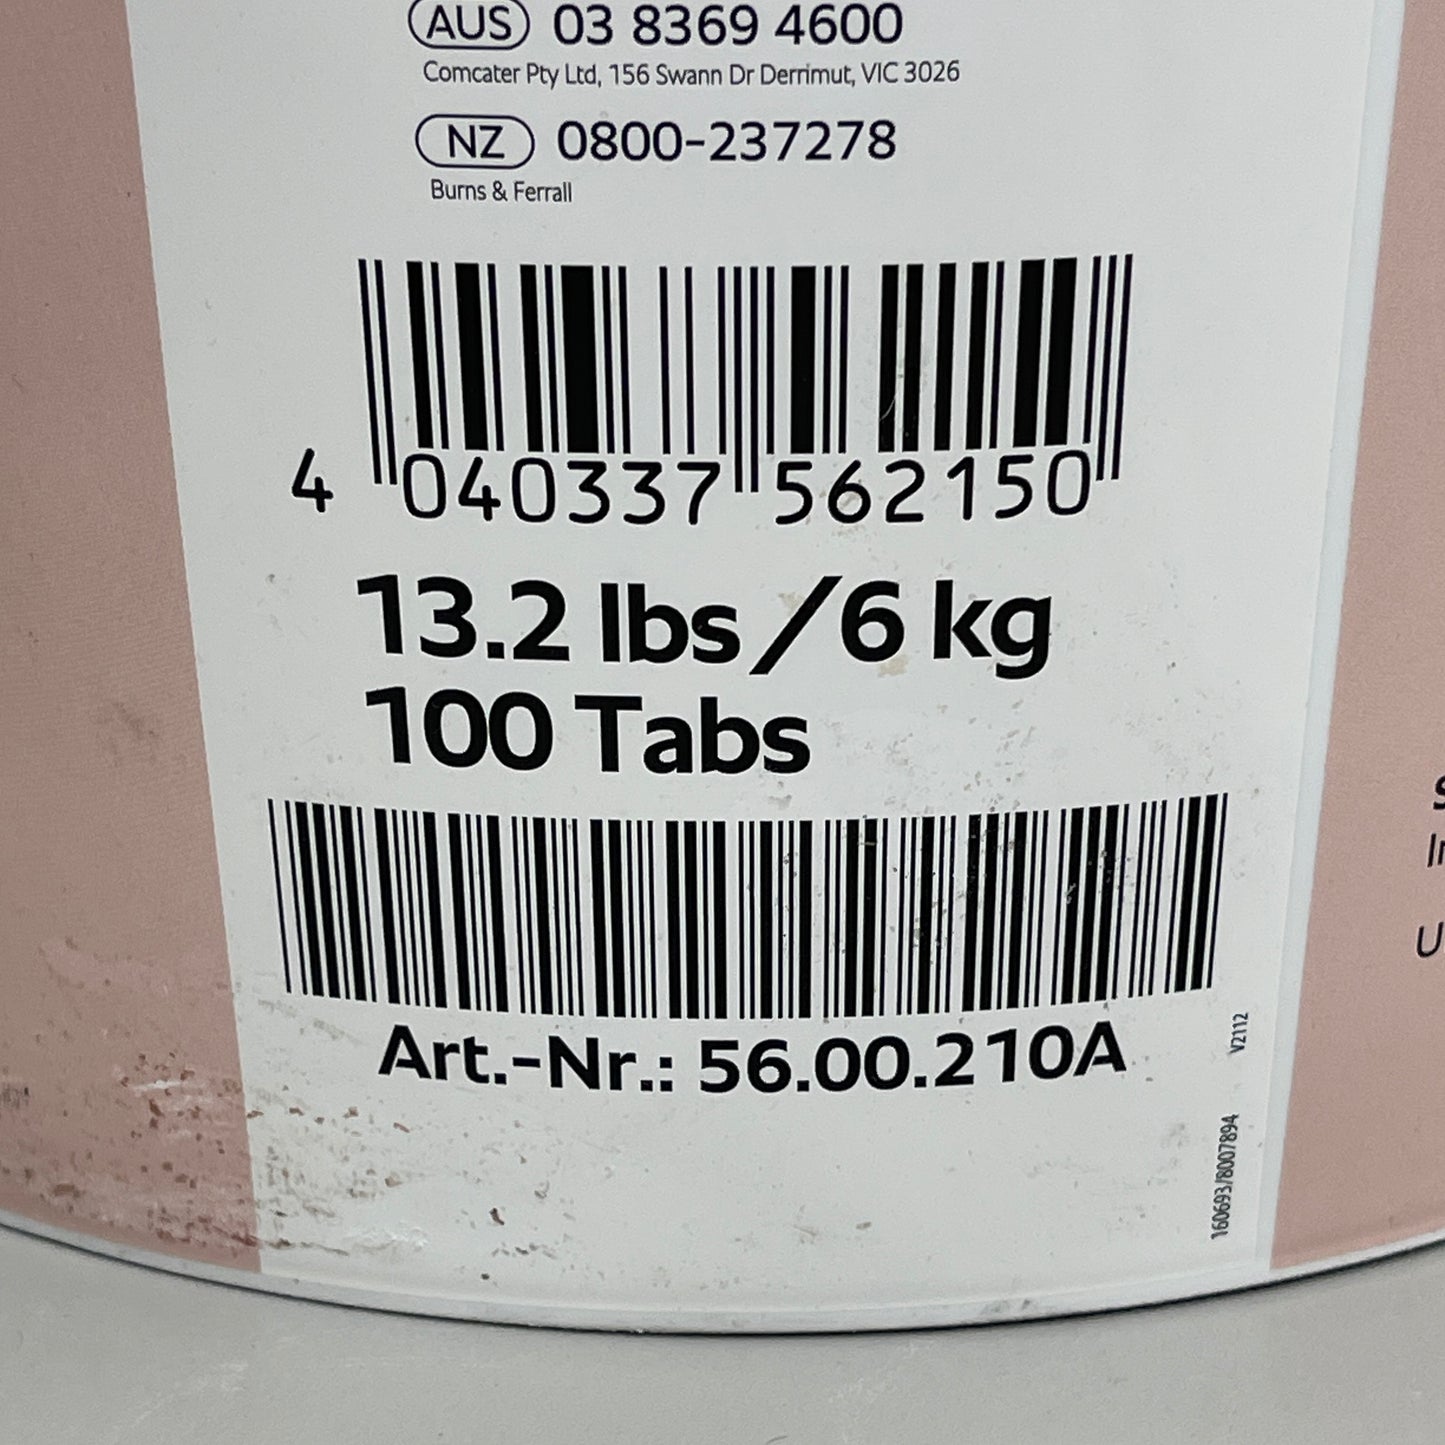 AUS 03 8369 4600
Comcater Pty Ltd, 156 Swann Dr Derrimut, VIC 3026
NZ 0800-237278
Burns & Ferrall
4 040337 562150
13.2 lbs/6 kg
100 Tabs
Art.-Nr.: 56.00.210A
V2112
160693/8007894